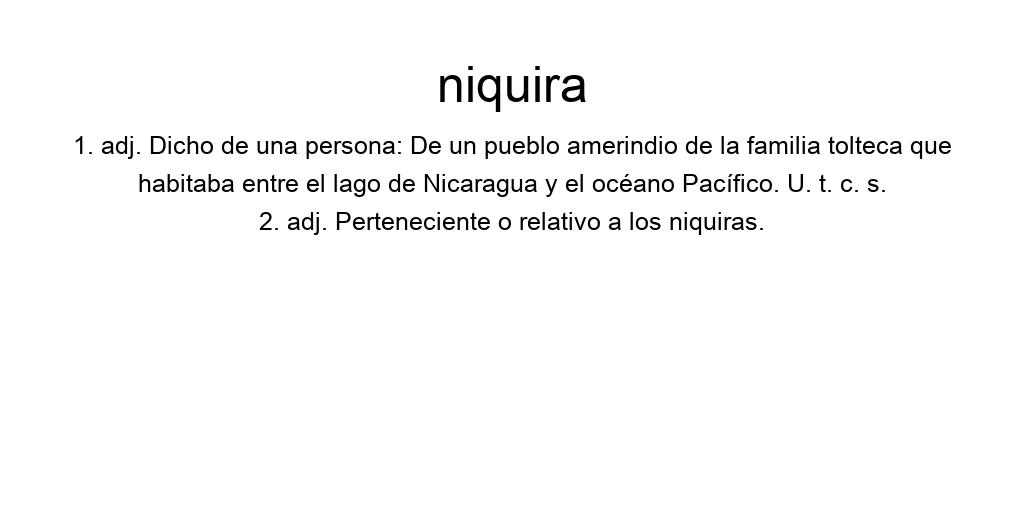 niquira
1. adj. Dicho de una persona: De un pueblo amerindio de la familia tolteca que
habitaba entre el lago de Nicaragua y el océano Pacífico. U. t. c. s.
2. adj. Perteneciente o relativo a los niquiras.